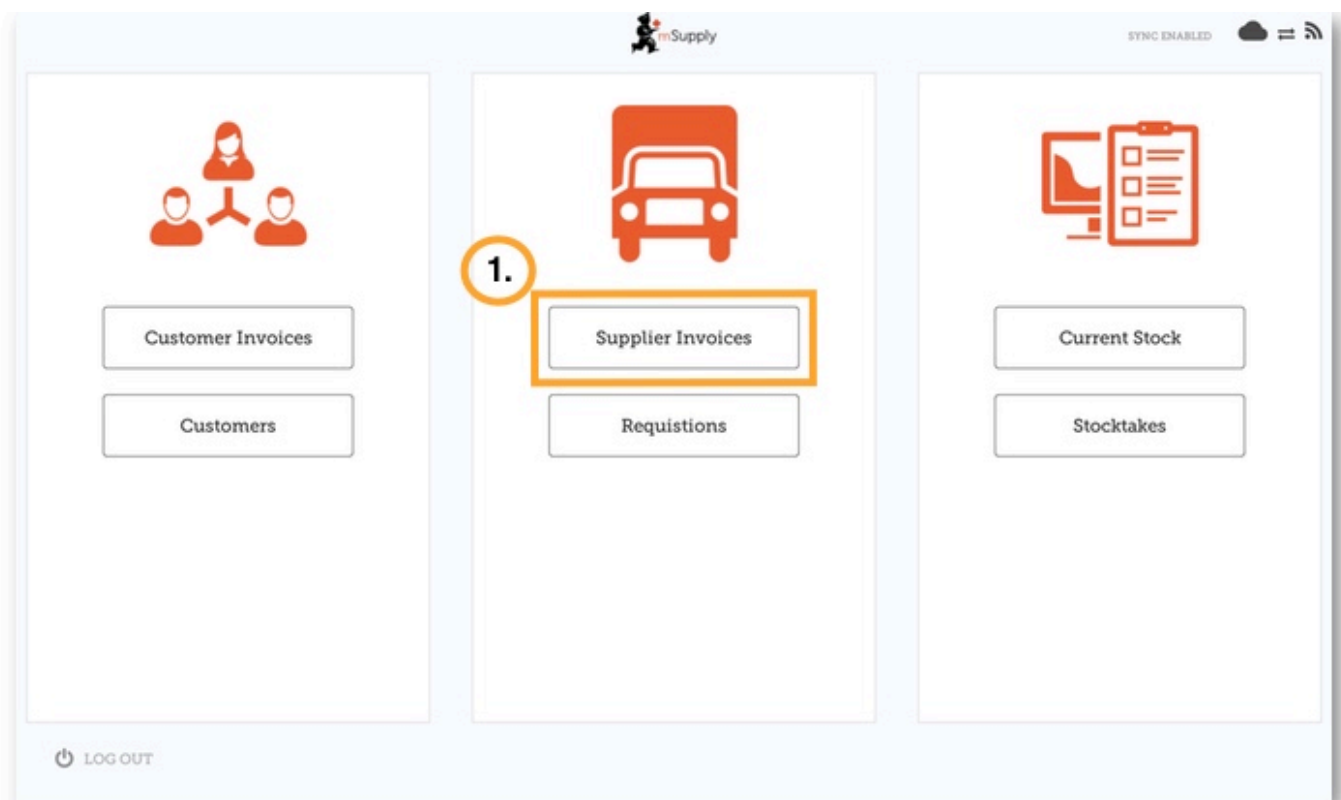 mSupply
SYNC ENABLED
1.
Customer Invoices
Supplier Invoices
Current Stock
Customers
Requistions
Stocktakes
LOG OUT